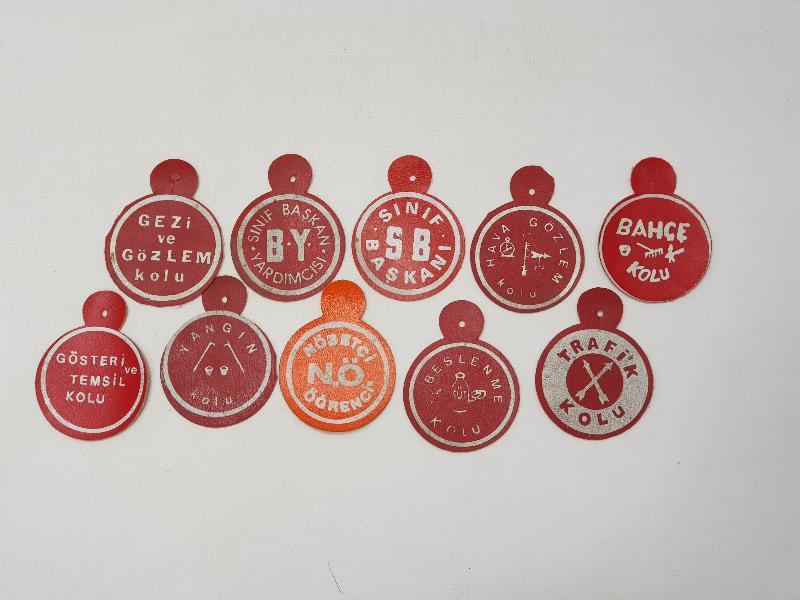 GEZİ
ve
GÖZLEM
kolu
SINIF BAŞKAN
B.Y.
YARDIMCISI
SINIF
S B
BAŞKANI
HAVA GÖZLEM
kolu
BAHÇE
KOLU
GÖSTERİ
ve
TEMSİL
KOLU
YANGIN
kolu
NÖBETÇİ
N.Ö.
ÖĞRENCİ
BESLENME
SÜT
KOLU
TRAFİK
KOLU